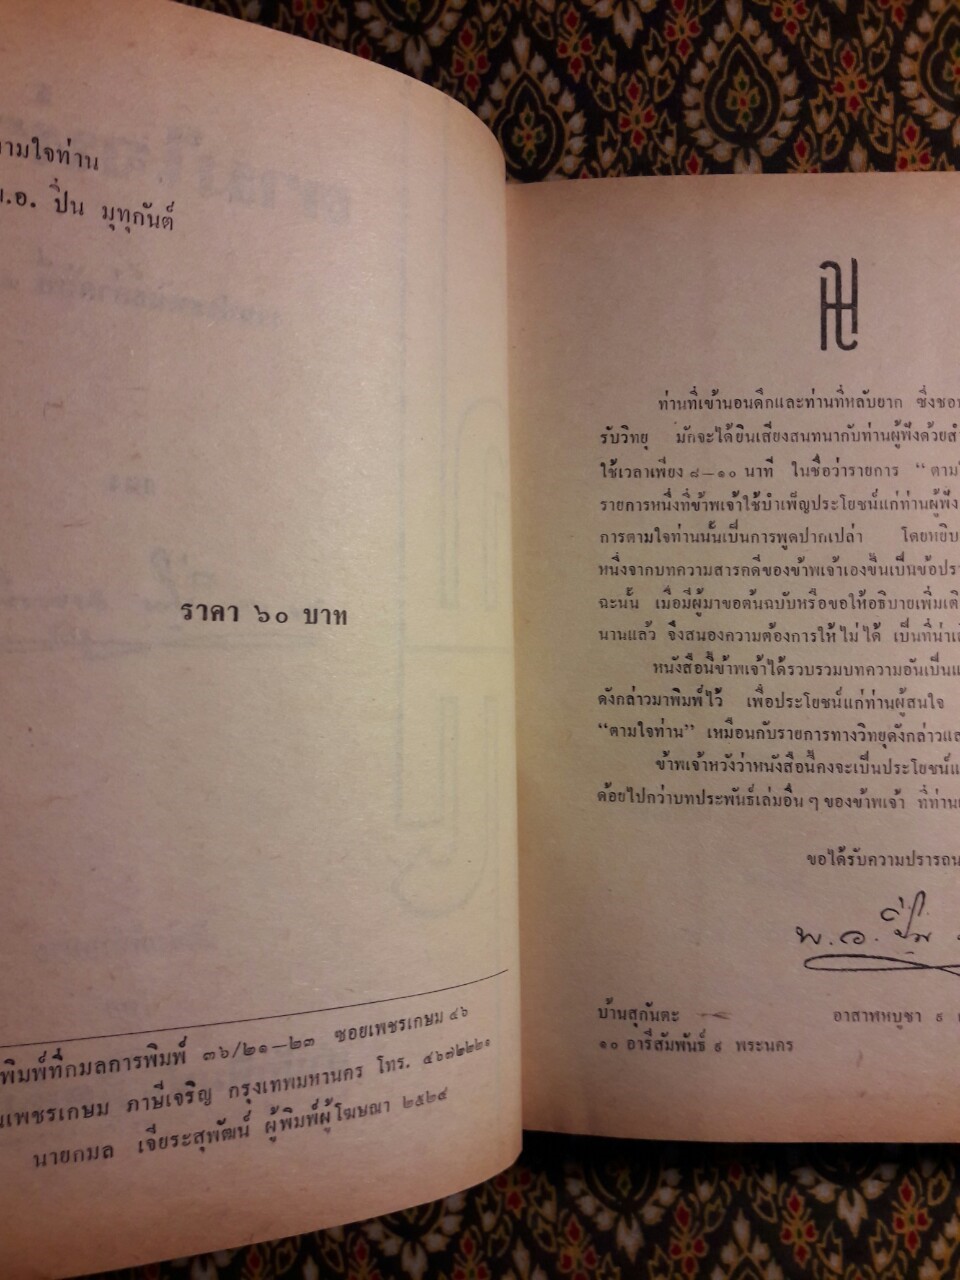 ตามใจท่าน
พ.อ. ปิ่น มุทุกันต์
ราคา ๖๐ บาท
พิมพ์ที่กมลการพิมพ์ ๓๖/๒๑–๒๓ ซอยเพชรเกษม ๔๖
เพชรเกษม ภาษีเจริญ กรุงเทพมหานคร โทร. ๔๖๗๒๒๒๑
นายกมล เจียระสุพัฒน์ ผู้พิมพ์ผู้โฆษณา ๒๕๒๔
ท่านที่เข้านอนดึกและท่านที่หลับยาก ซึ่งชอ
รับวิทยุ มักจะได้ยินเสียงสนทนากับท่านผู้ฟังด้วยสำ
ใช้เวลาเพียง ๘–๑๐ นาที ในชื่อว่ารายการ “ ตามใ
รายการหนึ่งที่ข้าพเจ้าใช้บำเพ็ญประโยชน์แก่ท่านผู้ฟัง
การตามใจท่านนั้นเป็นการพูดปากเปล่า โดยหยิบ
หนึ่งจากบทความสารคดีของข้าพเจ้าเองขึ้นเป็นข้อปรา
ฉะนั้น เมื่อมีผู้มาขอต้นฉบับหรือขอให้อธิบายเพิ่มเติ
นานแล้ว จึงสนองความต้องการให้ไม่ได้ เป็นที่น่าเ
หนังสือนี้ข้าพเจ้าได้รวบรวมบทความอันเป็นแ
ดังกล่าวมาพิมพ์ไว้ เพื่อประโยชน์แก่ท่านผู้สนใจ
“ตามใจท่าน” เหมือนกับรายการทางวิทยุดังกล่าวแล
ข้าพเจ้าหวังว่าหนังสือนี้คงจะเป็นประโยชน์แ
ด้อยไปกว่าบทประพันธ์เล่มอื่น ๆ ของข้าพเจ้า ที่ท่าน
ขอได้รับความปรารถน
พ.อ.ปิ่น
บ้านสุกันตะ อาสาฬหบูชา ๙
๑๐ อารีสัมพันธ์ ๙ พระนคร